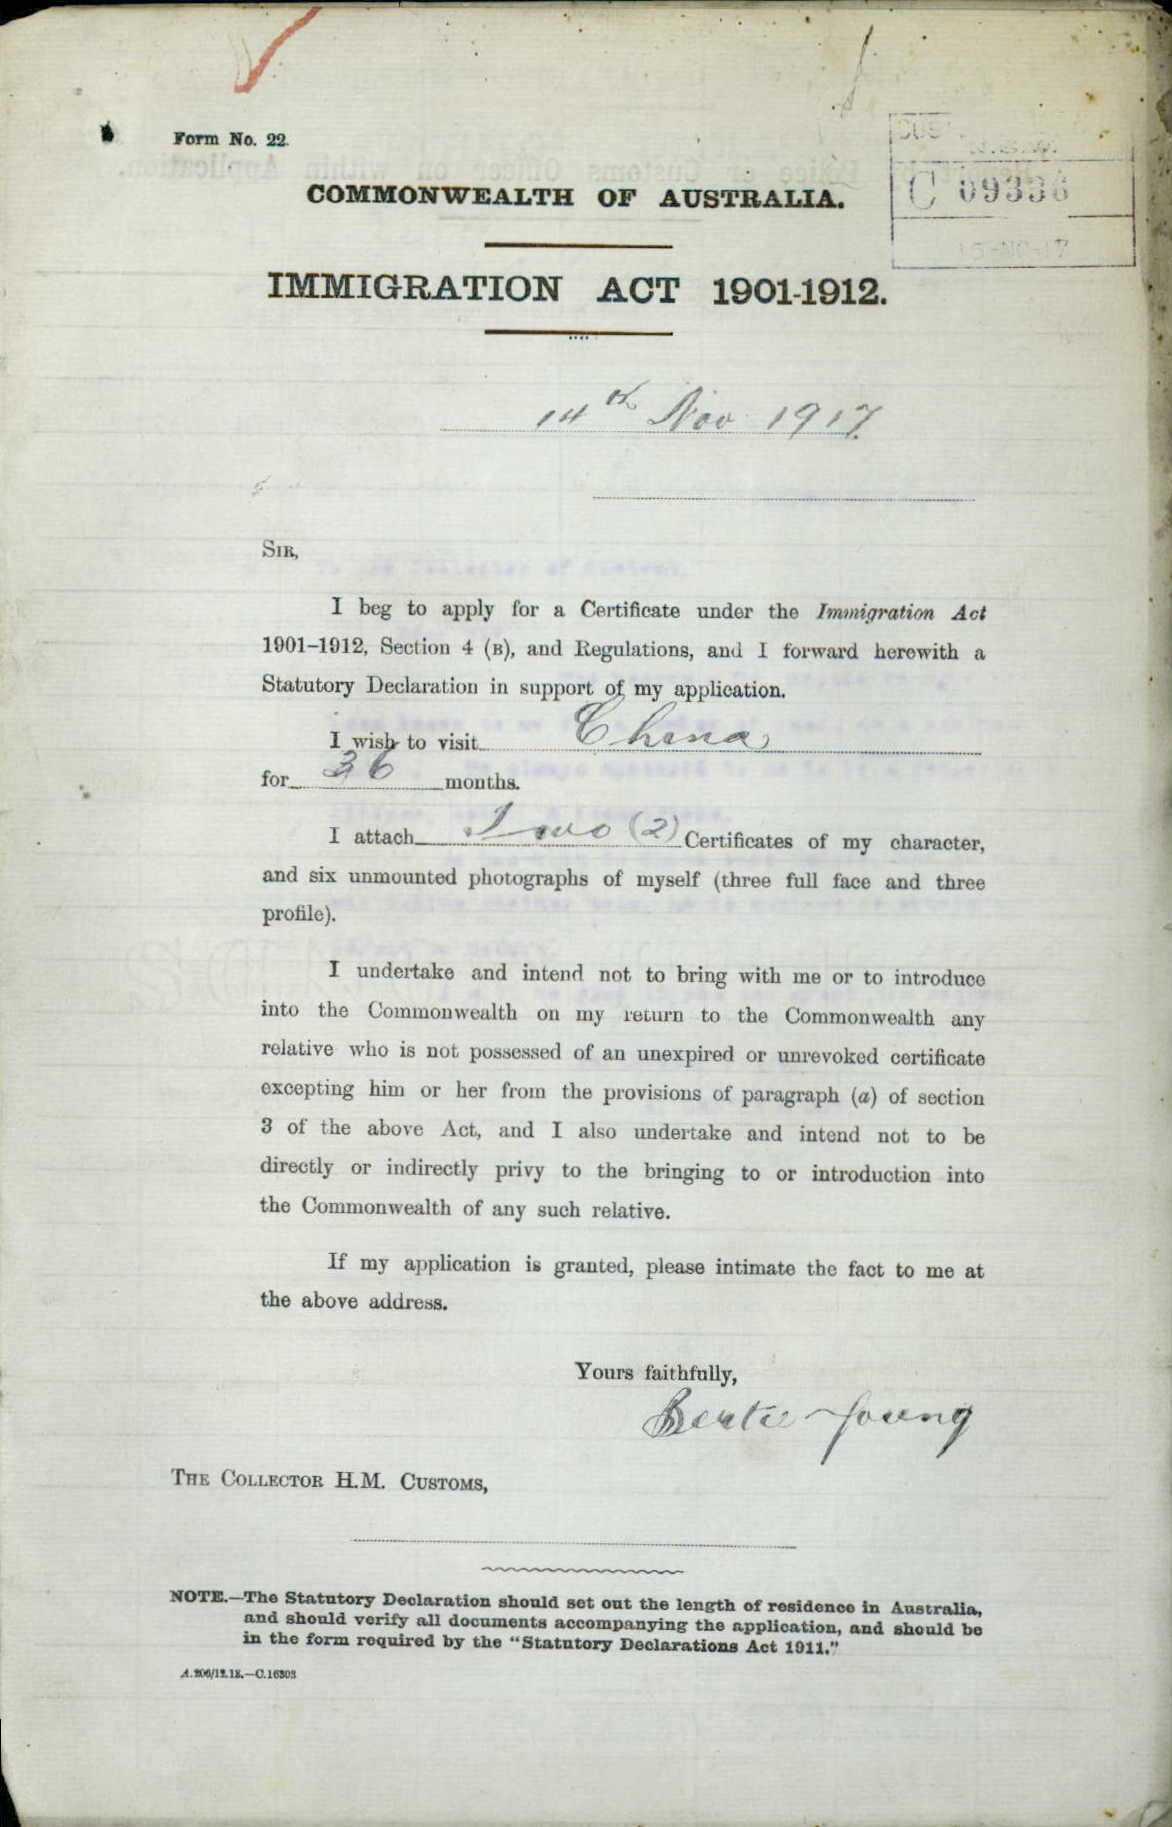 Form No. 22.
COMMONWEALTH OF AUSTRALIA.
N.S.W.
C 09338
IMMIGRATION ACT 1901-1912.
14th Nov 1917
SIR,
I beg to apply for a Certificate under the Immigration Act
1901–1912, Section 4 (B), and Regulations, and I forward herewith a
Statutory Declaration in support of my application.
I wish to visit China
for 36 months.
I attach Two (2) Certificates of my character,
and six unmounted photographs of myself (three full face and three
profile).
I undertake and intend not to bring with me or to introduce
into the Commonwealth on my return to the Commonwealth any
relative who is not possessed of an unexpired or unrevoked certificate
excepting him or her from the provisions of paragraph (a) of section
3 of the above Act, and I also undertake and intend not to be
directly or indirectly privy to the bringing to or introduction into
the Commonwealth of any such relative.
If my application is granted, please intimate the fact to me at
the above address.
Yours faithfully,
Bertie Young
THE COLLECTOR H.M. CUSTOMS,
NOTE.—The Statutory Declaration should set out the length of residence in Australia,
and should verify all documents accompanying the application, and should be
in the form required by the "Statutory Declarations Act 1911."